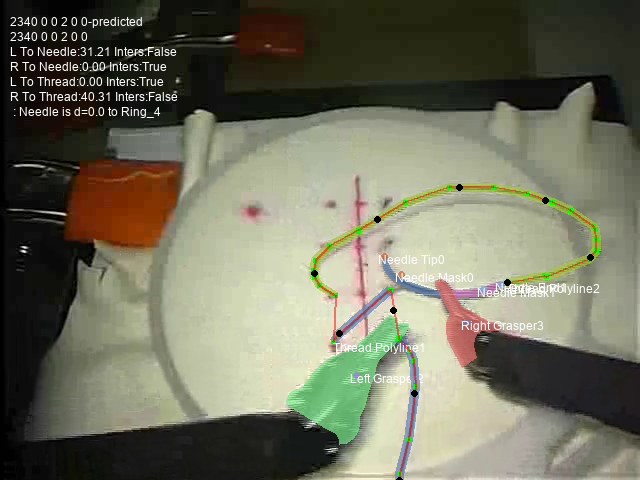 2340 0 0 2 0 0-predicted
2340 0 0 2 0 0
L To Needle:31.21 Inters:False
R To Needle:0.00 Inters:True
L To Thread:0.00 Inters:True
R To Thread:40.31 Inters:False
: Needle is d=0.0 to Ring_4
Needle Tip0
Needle Mask0
Needle Mask1
Polyline2
Right Grasper3
Thread Polyline1
Left Grasper2